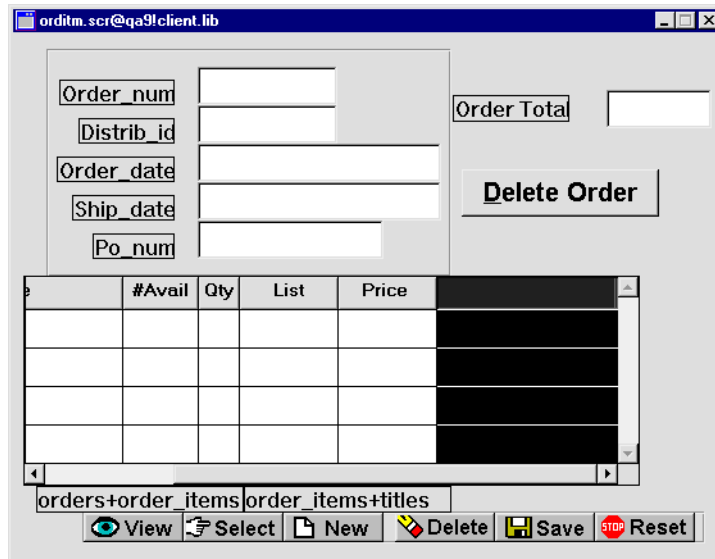 orditm.scr@qa9!client.lib
Order_num
Order Total
Distrib_id
Order_date
Delete Order
Ship_date
Po_num
e #Avail Qty List Price
orders+order_items order_items+titles
View Select New Delete STOP Save Reset